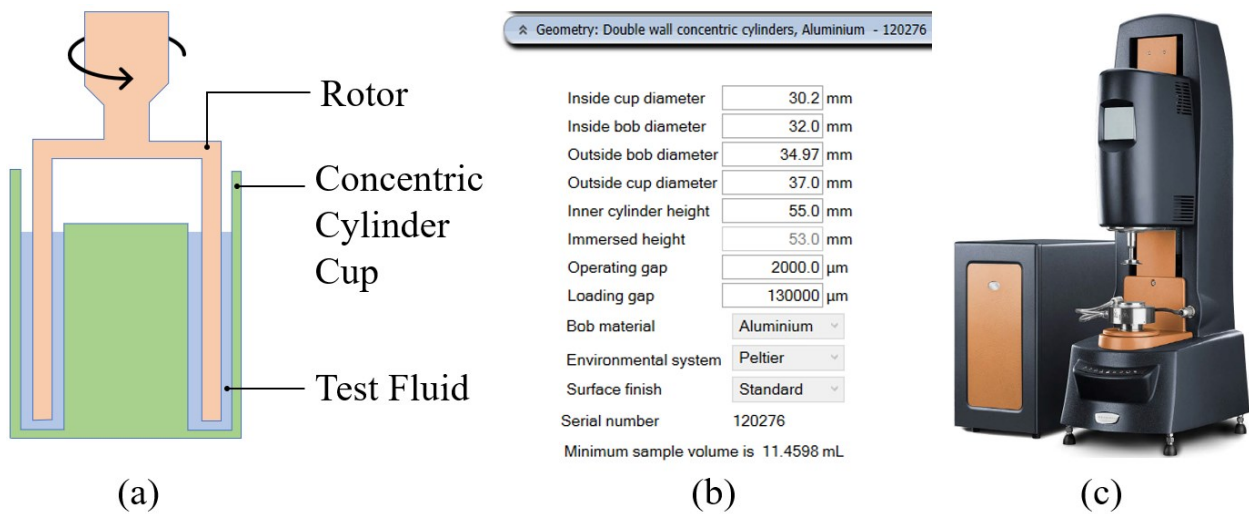 Rotor
Concentric
Cylinder
Cup
Test Fluid
(a)
Geometry: Double wall concentric cylinders, Aluminium - 120276
Inside cup diameter 30.2 mm
Inside bob diameter 32.0 mm
Outside bob diameter 34.97 mm
Outside cup diameter 37.0 mm
Inner cylinder height 55.0 mm
Immersed height 53.0 mm
Operating gap 2000.0 µm
Loading gap 130000 µm
Bob material Aluminium
Environmental system Peltier
Surface finish Standard
Serial number 120276
Minimum sample volume is 11.4598 mL
(b)
(c)